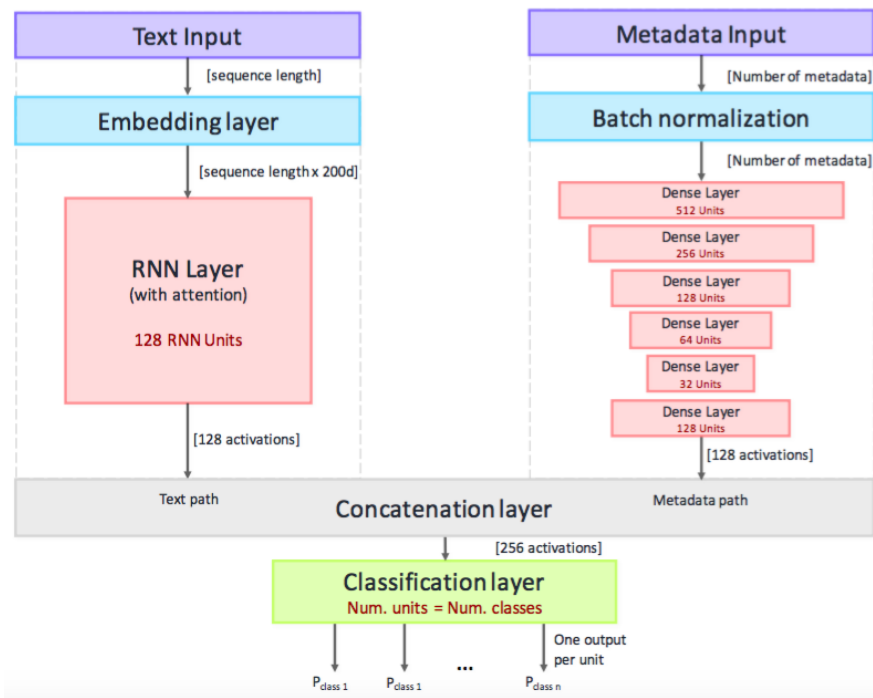 Text Input
[sequence length]
Embedding layer
[sequence length x 200d]
RNN Layer
(with attention)
128 RNN Units
[128 activations]
Text path
Metadata Input
[Number of metadata]
Batch normalization
[Number of metadata]
Dense Layer
512 Units
Dense Layer
256 Units
Dense Layer
128 Units
Dense Layer
64 Units
Dense Layer
32 Units
Dense Layer
128 Units
[128 activations]
Metadata path
Concatenation layer
[256 activations]
Classification layer
Num. units = Num. classes
One output
per unit
P class 1 P class 1 ... P class n